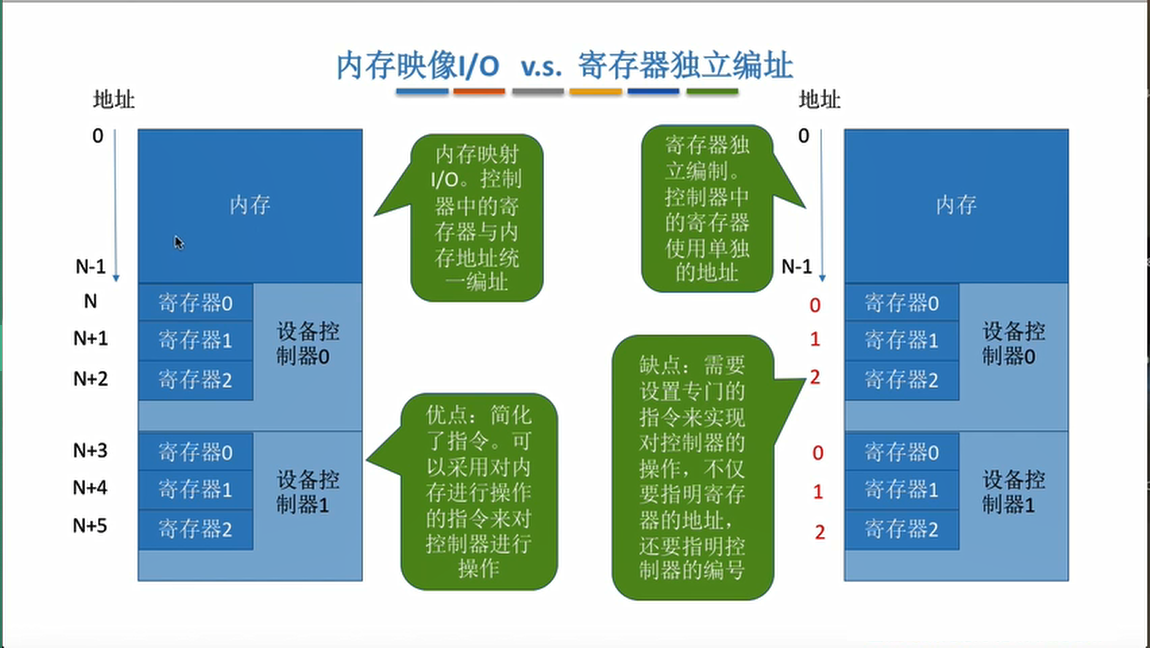 内存映像I/O v.s. 寄存器独立编址
地址
0
内存
N-1
N
寄存器0
N+1
寄存器1
N+2
寄存器2
设备控
制器0
N+3
寄存器0
N+4
寄存器1
N+5
寄存器2
设备控
制器1
内存映射
I/O。控制
器中的寄
存器与内
存地址统
一编址
优点：简化
了指令。可
以采用对内
存进行操作
的指令来对
控制器进行
操作
寄存器独
立编制。
控制器中
的寄存器
使用单独
的地址
缺点：需要
设置专门的
指令来实现
对控制器的
操作，不仅
要指明寄存
器的地址，
还要指明控
制器的编号
地址
0
内存
N-1
0
寄存器0
1
寄存器1
2
寄存器2
设备控
制器0
0
寄存器0
1
寄存器1
2
寄存器2
设备控
制器1